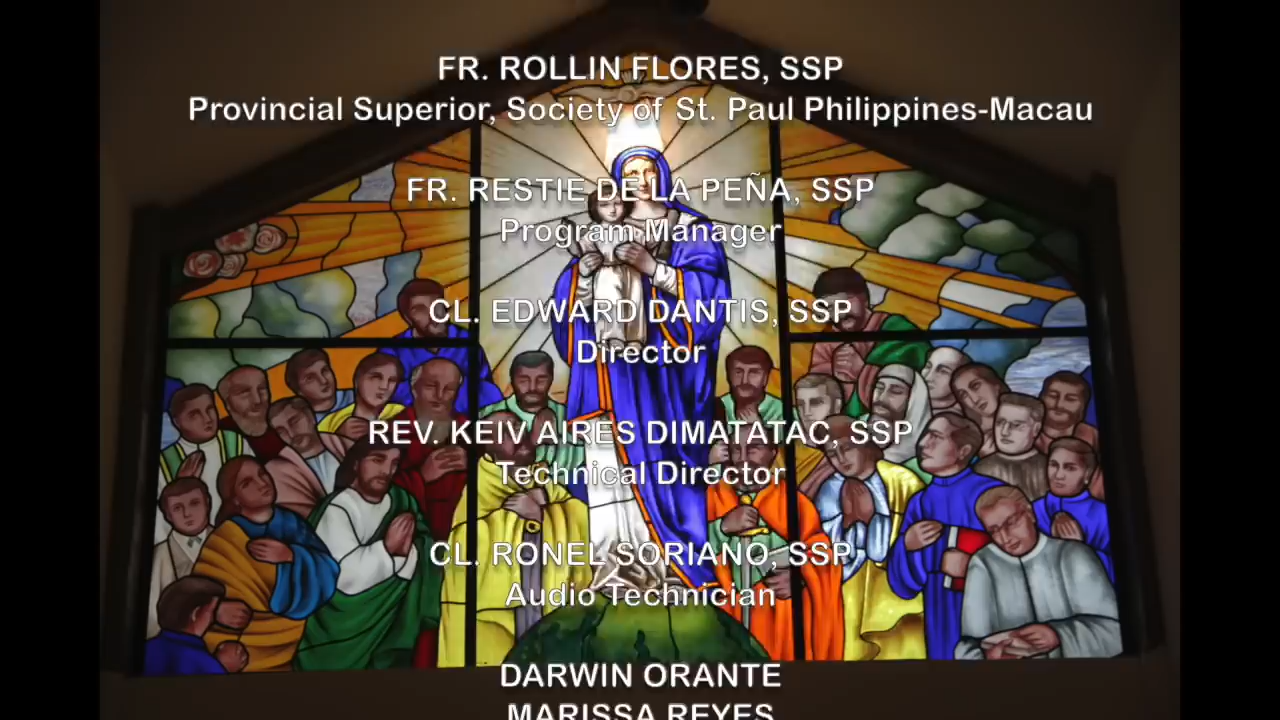 FR. ROLLIN FLORES, SSP
Provincial Superior, Society of St. Paul Philippines-Macau
FR. RESTIE DE LA PEÑA, SSP
Program Manager
CL. EDWARD DANTIS, SSP
Director
REV. KEIV AIRES DIMATATAC, SSP
Technical Director
CL. RONEL SORIANO, SSP
Audio Technician
DARWIN ORANTE
MARISSA REYES